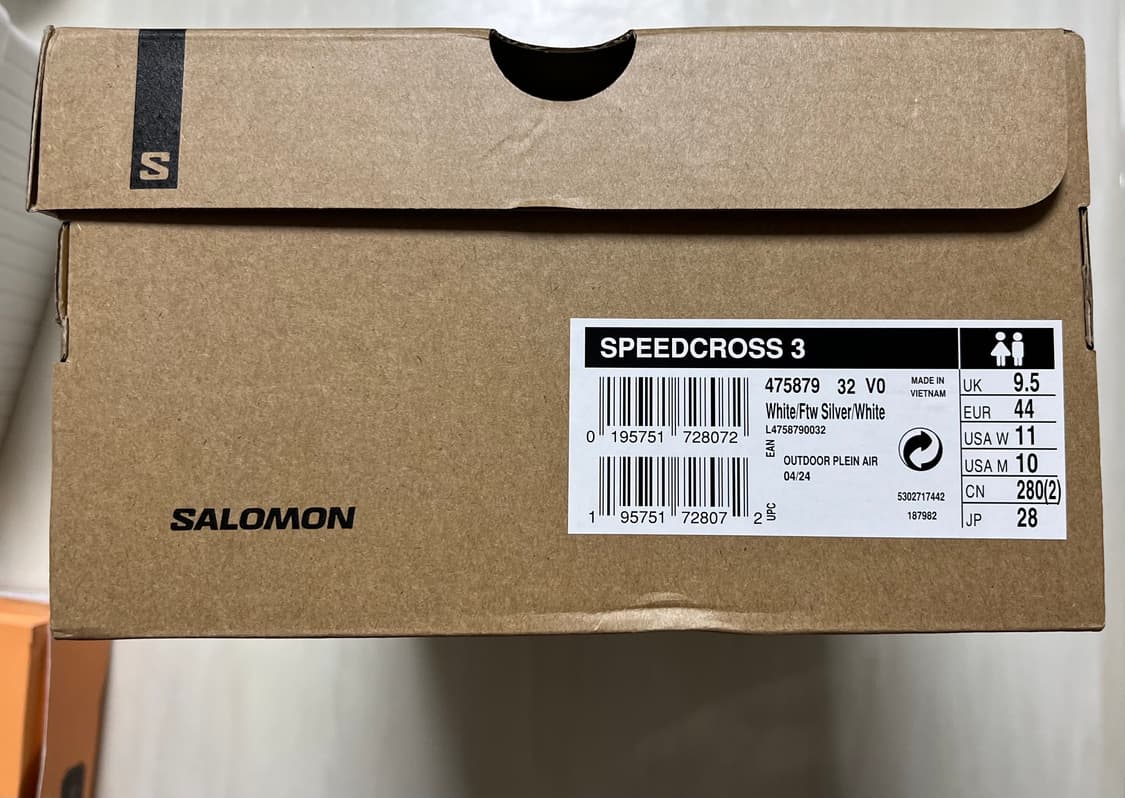 S
SALOMON
SPEEDCROSS 3
475879 32 V0
MADE IN
VIETNAM
White/Ftw Silver/White
L4758790032
0 195751 728072
EAN
OUTDOOR PLEIN AIR
04/24
1 95751 72807 2
UPC
5302717442
187982
UK 9.5
EUR 44
USA W 11
USA M 10
CN 280(2)
JP 28